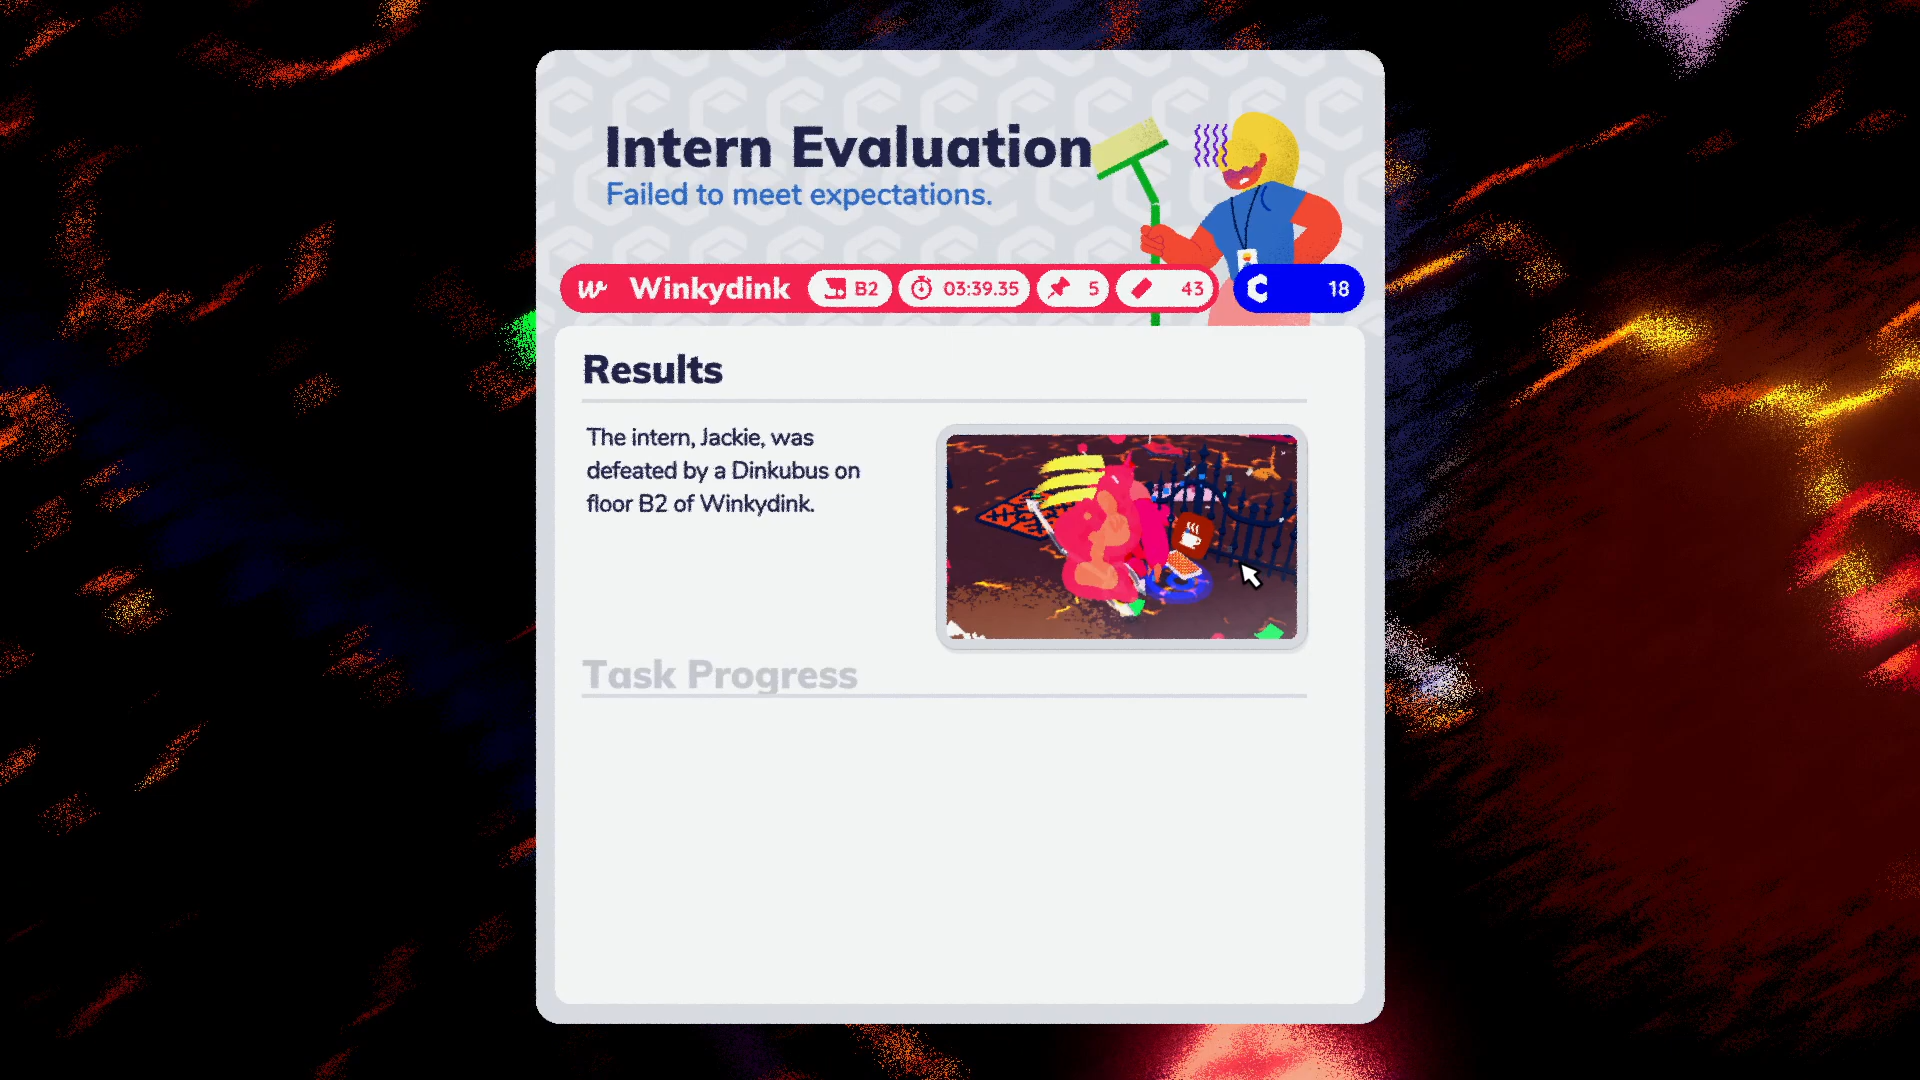 Intern Evaluation
Failed to meet expectations.
Winkydink B2 03:39.35 5 43 18
Results
The intern, Jackie, was
defeated by a Dinkubus on
floor B2 of Winkydink.
Task Progress